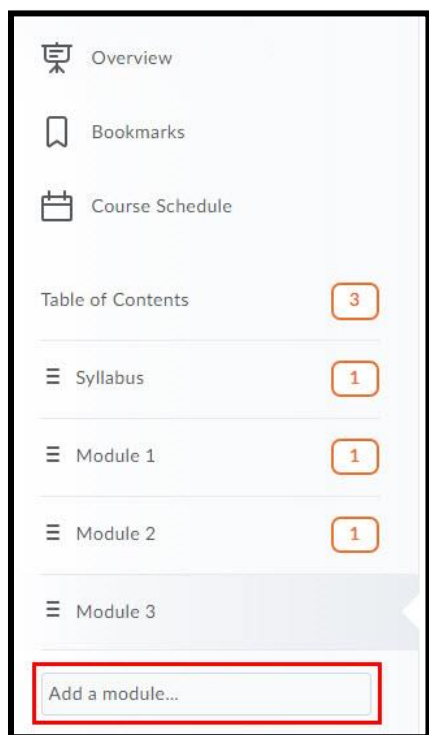 Overview
Bookmarks
Course Schedule
Table of Contents 3
Syllabus 1
Module 1 1
Module 2 1
Module 3
Add a module...